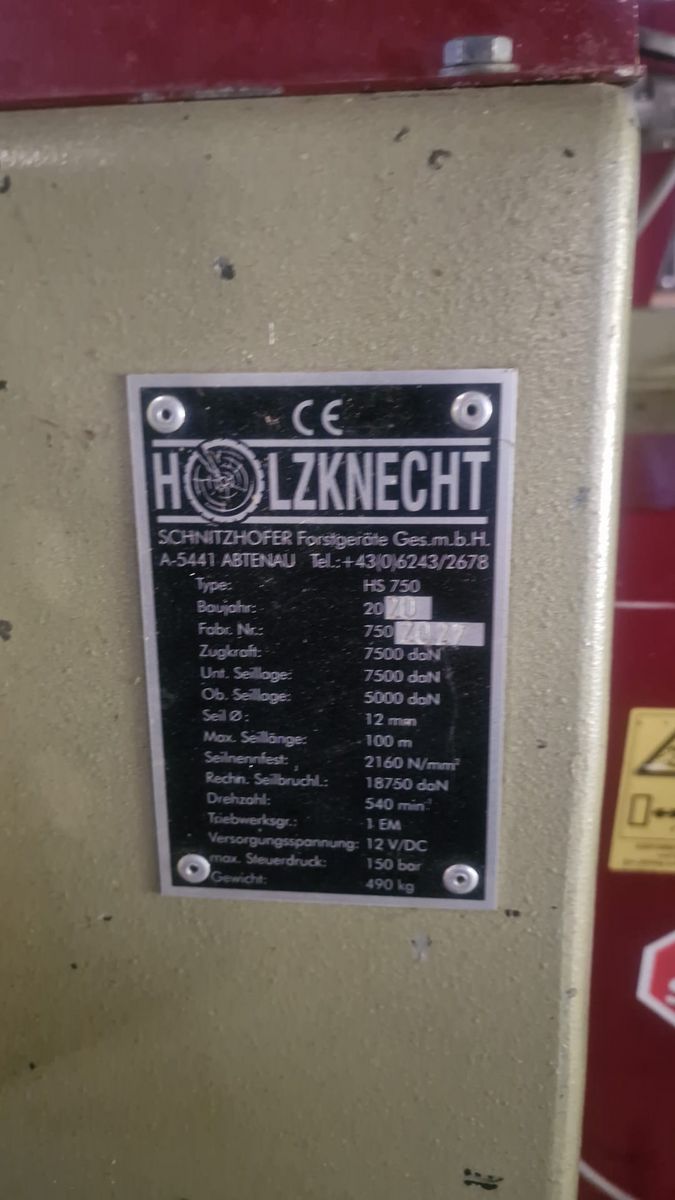 CE
HOLZKNECHT
SCHNITZHOFER Forstgeräte Ges.m.b.H.
A-5441 ABTENAU Tel.:+43(0)6243/2678
Type: HS 750
Baujahr: 2020
Fabr. Nr.: 750
Zugkraft: 7500 daN
Unt. Seillage: 7500 daN
Ob. Seillage: 5000 daN
Seil Ø: 12 mm
Max. Seillänge: 100 m
Seilnennfest: 2160 N/mm²
Rechn. Seilbruchl.: 18750 daN
Drehzahl: 540 min⁻¹
Triebwerksgr.: 1 EM
Versorgungsspannung: 12 V/DC
max. Steuerdruck: 150 bar
Gewicht: 490 kg